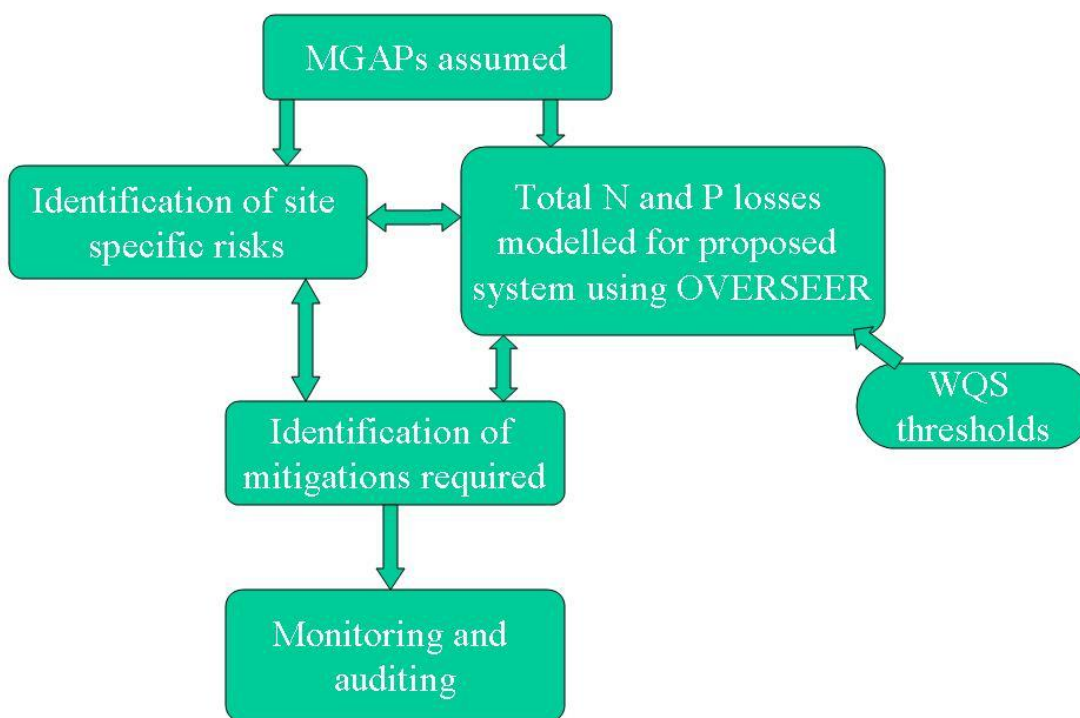 MGAPs assumed
Identification of site
specific risks
Total N and P losses
modelled for proposed
system using OVERSEER
WQS
thresholds
Identification of
mitigations required
Monitoring and
auditing